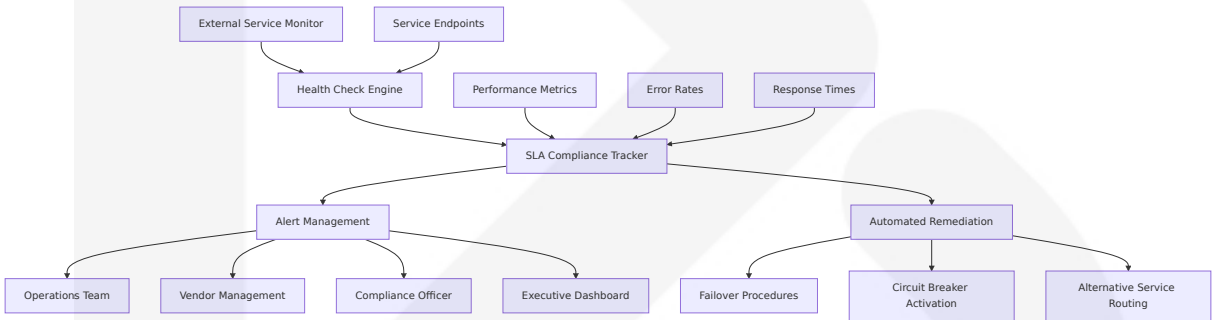 External Service Monitor
Service Endpoints
Health Check Engine
Performance Metrics
Error Rates
Response Times
SLA Compliance Tracker
Alert Management
Automated Remediation
Operations Team
Vendor Management
Compliance Officer
Executive Dashboard
Failover Procedures
Circuit Breaker
Activation
Alternative Service
Routing